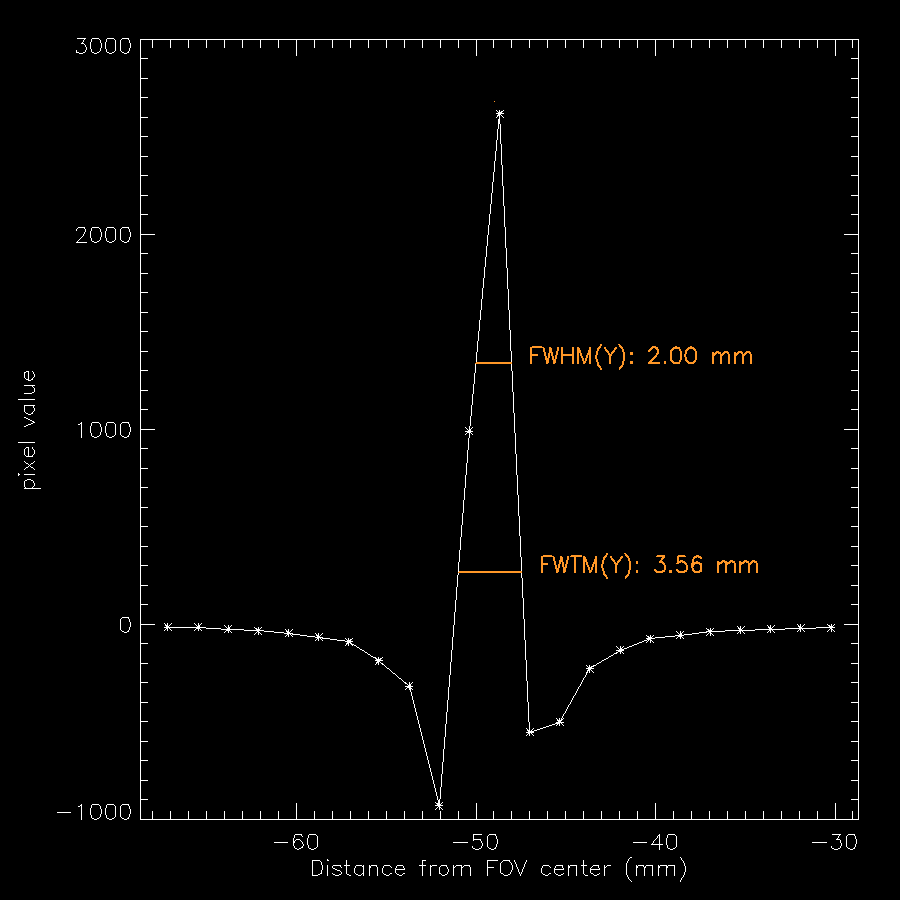 3000
2000
1000
0
−1000
pixel value
FWHM(Y): 2.00 mm
FWTM(Y): 3.56 mm
−60 −50 −40 −30
Distance from FOV center (mm)